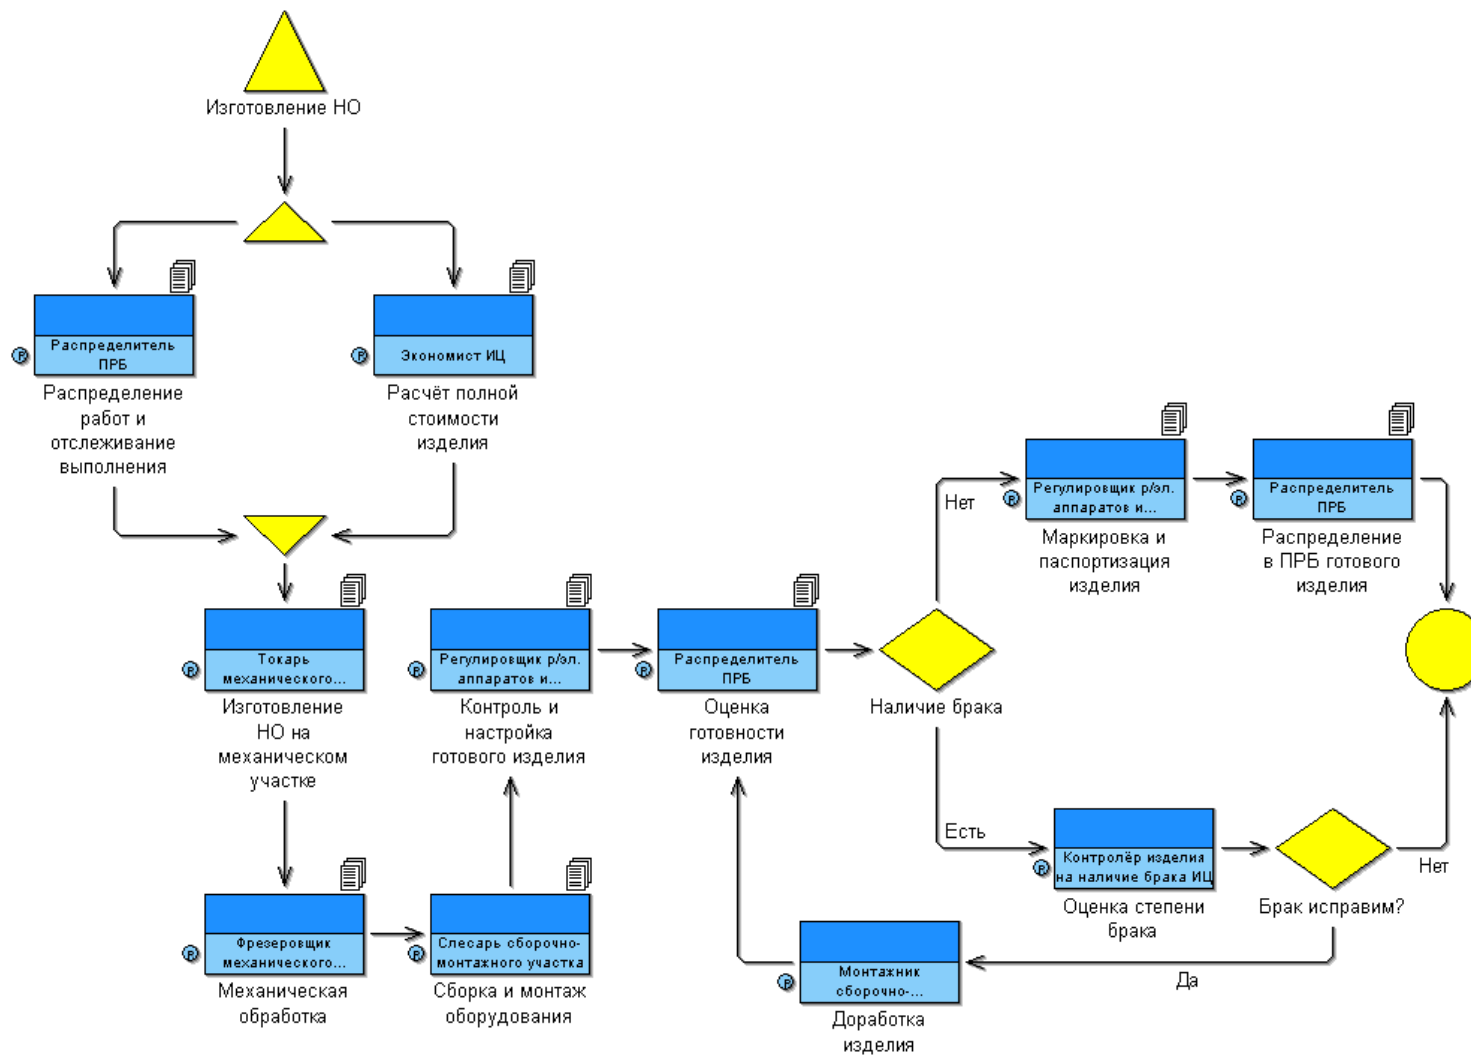 Изготовление НО
Распределитель
ПРБ
Распределение
работ и
отслеживание
выполнения
Экономист ИЦ
Расчёт полной
стоимости
изделия
Токарь
механического...
Изготовление
НО на
механическом
участке
Регулировщик р/эл.
аппаратов и...
Контроль и
настройка
готового изделия
Распределитель
ПРБ
Оценка
готовности
изделия
Наличие брака
Нет
Регулировщик р/эл.
аппаратов и...
Маркировка и
паспортизация
изделия
Распределитель
ПРБ
Распределение
в ПРБ готового
изделия
Есть
Контролёр изделия
на наличие брака ИЦ
Оценка степени
брака
Брак исправим?
Нет
Да
Фрезеровщик
механического...
Механическая
обработка
Слесарь сборочно-
монтажного участка
Сборка и монтаж
оборудования
Монтажник
сборочно-...
Доработка
изделия
P
P
P
P
P
P
P
P
P
P
P